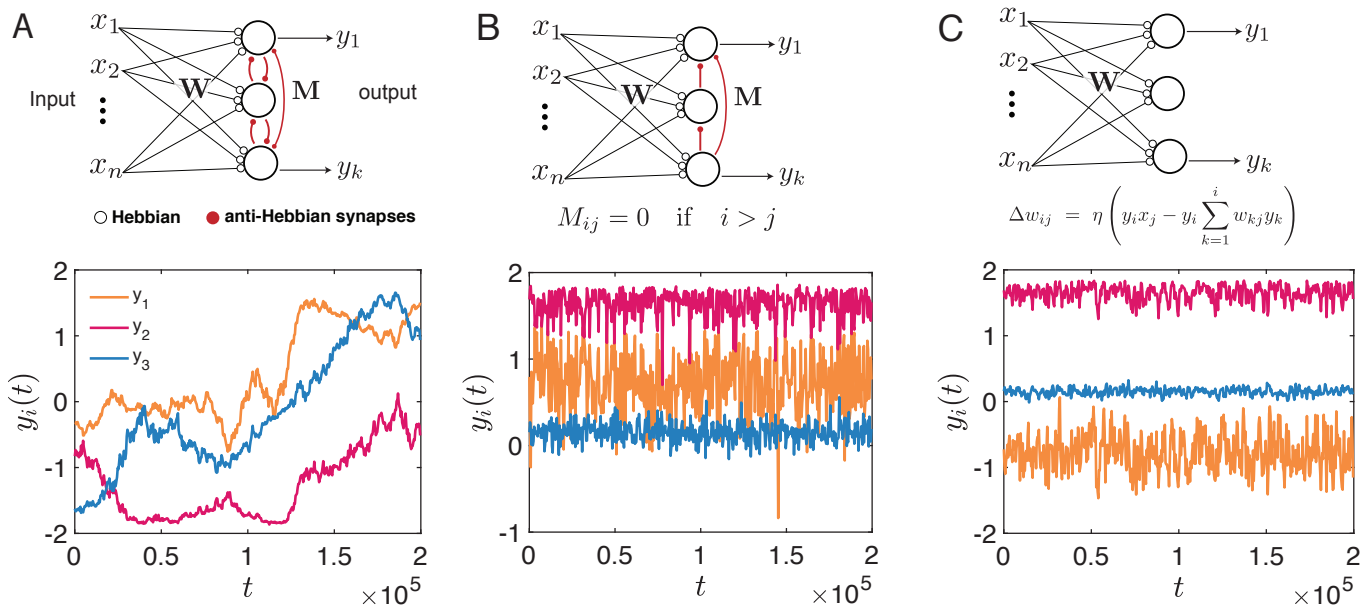 A
x₁
x₂
⋮
xₙ
Input
W
M
output
y₁
yₖ
○ Hebbian ● anti-Hebbian synapses
yᵢ(t)
2
1
0
-1
-2
y₁
y₂
y₃
0 0.5 1 1.5 2
t
×10⁵
B
x₁
x₂
⋮
xₙ
W
M
y₁
yₖ
Mᵢⱼ = 0 if i > j
yᵢ(t)
2
1
0
-1
0 0.5 1 1.5 2
t
×10⁵
C
x₁
x₂
⋮
xₙ
W
y₁
yₖ
Δwᵢⱼ = η (yᵢxⱼ − yᵢ ∑ₖ₌₁ⁱ wₖⱼyₖ)
yᵢ(t)
2
1
0
-1
-2
0 0.5 1 1.5 2
t
×10⁵